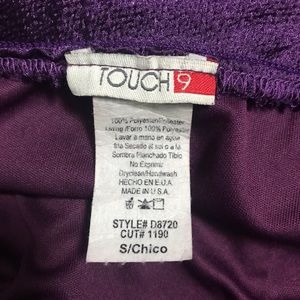 TOUCH 9
100% Polyester/Poliester
Lining /Forro 100% Polyester
Lavar a mano en agua
fria Secado al sol o a la
Sombra Planchado Tibio
No Exprimir
Dryclean/Handwash
HECHO EN E.U.A.
MADE IN U.S.A.
STYLE# D8720
CUT# 1190
S/Chico